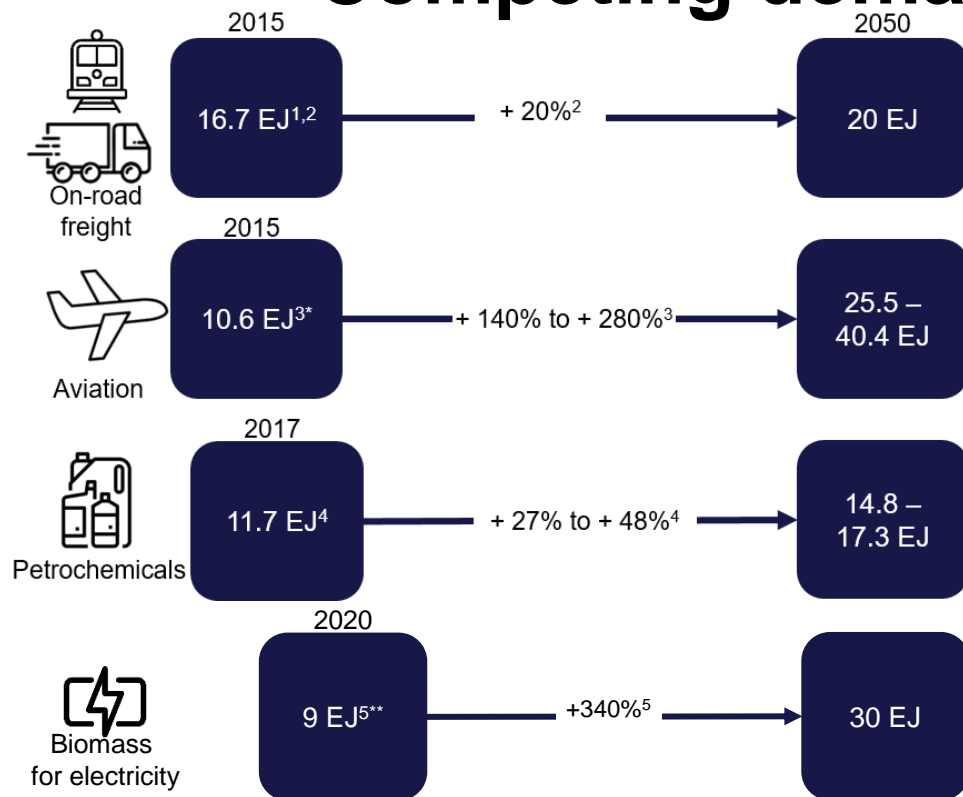 Competing dema
2015
2050
16.7 EJ1,2
+ 20%2
20 EJ
On-road
freight
2015
10.6 EJ3*
+ 140% to + 280%3
25.5 –
40.4 EJ
Aviation
2017
11.7 EJ4
+ 27% to + 48%4
14.8 –
17.3 EJ
Petrochemicals
2020
9 EJ5**
+340%5
30 EJ
Biomass
for electricity